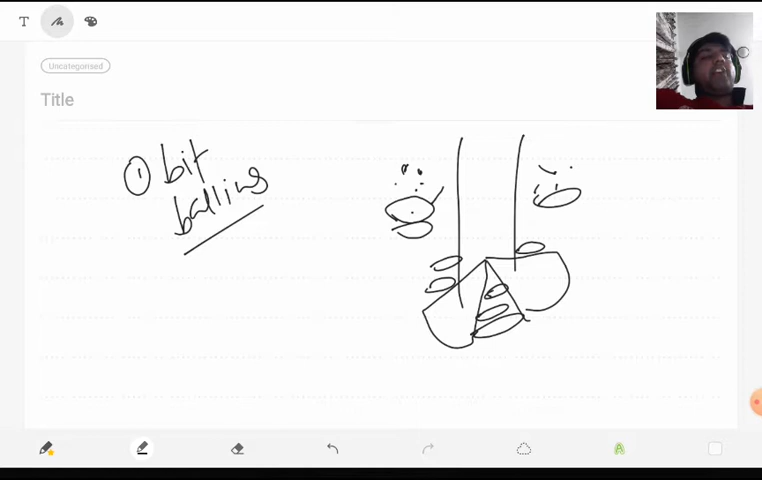 T
Uncategorised
Title
① bit
balling
A